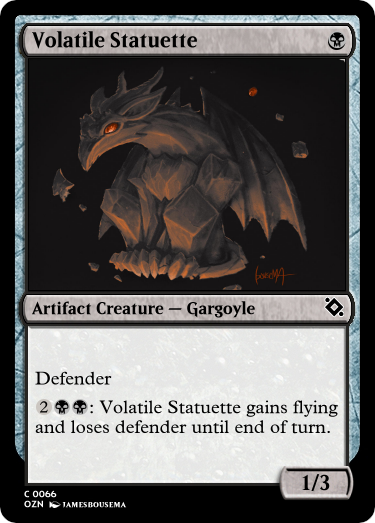 Volatile Statuette
Artifact Creature — Gargoyle
Defender
2 : Volatile Statuette gains flying
and loses defender until end of turn.
1/3
C 0066
OZN JAMESBOUSEMA